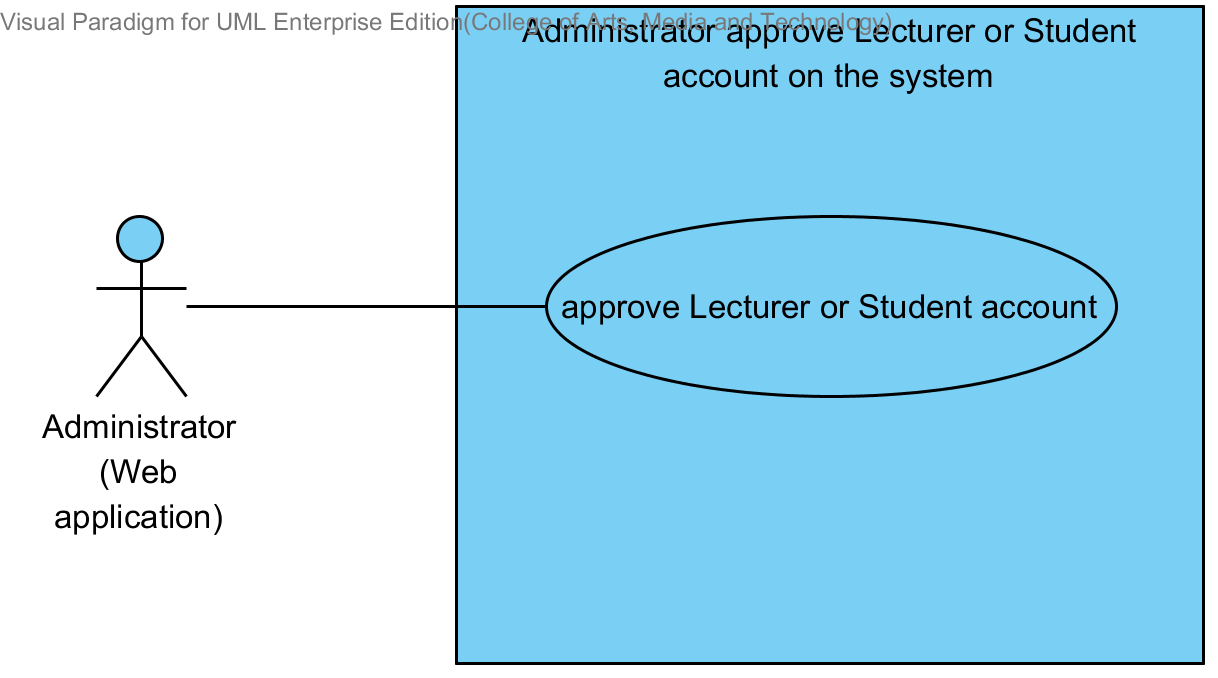 Visual Paradigm for UML Enterprise Edition(College of Arts, Media and Technology)
Administrator approve Lecturer or Student
account on the system
approve Lecturer or Student account
Administrator
(Web
application)